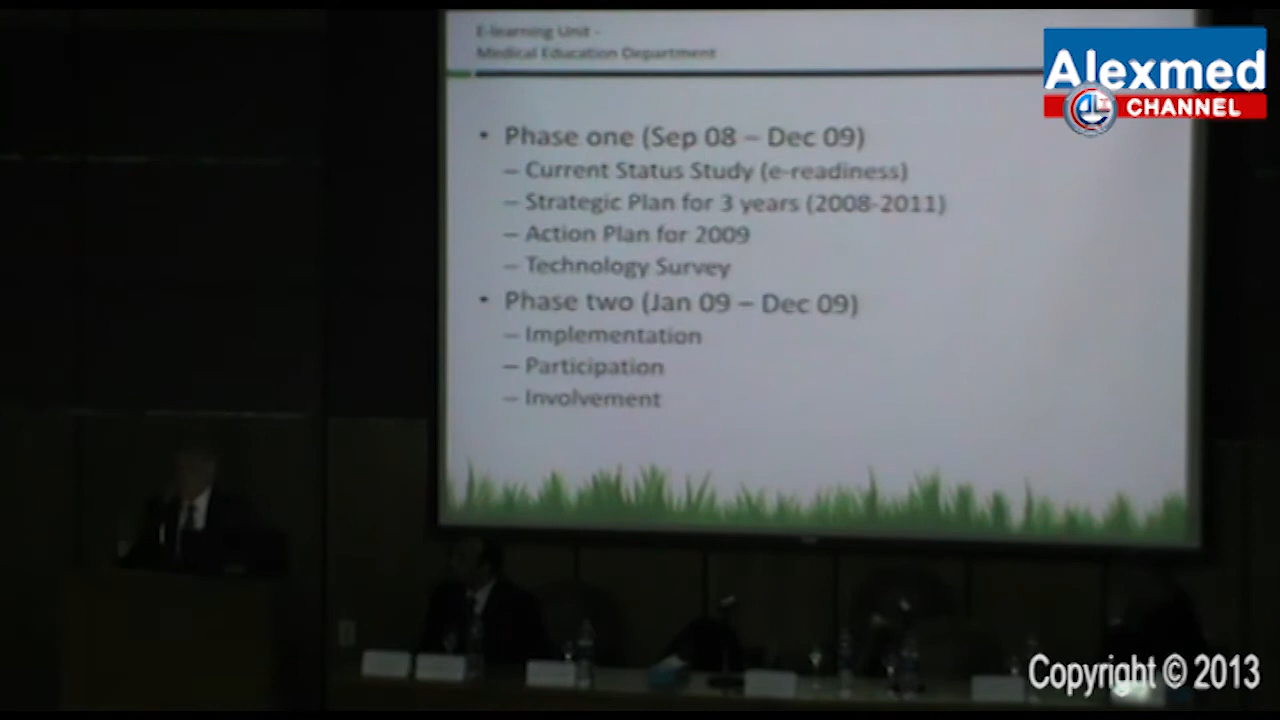 E-learning Unit -
Medical Education Department
Alexmed
CHANNEL
• Phase one (Sep 08 – Dec 09)
– Current Status Study (e-readiness)
– Strategic Plan for 3 years (2008-2011)
– Action Plan for 2009
– Technology Survey
• Phase two (Jan 09 – Dec 09)
– Implementation
– Participation
– Involvement
Copyright © 2013